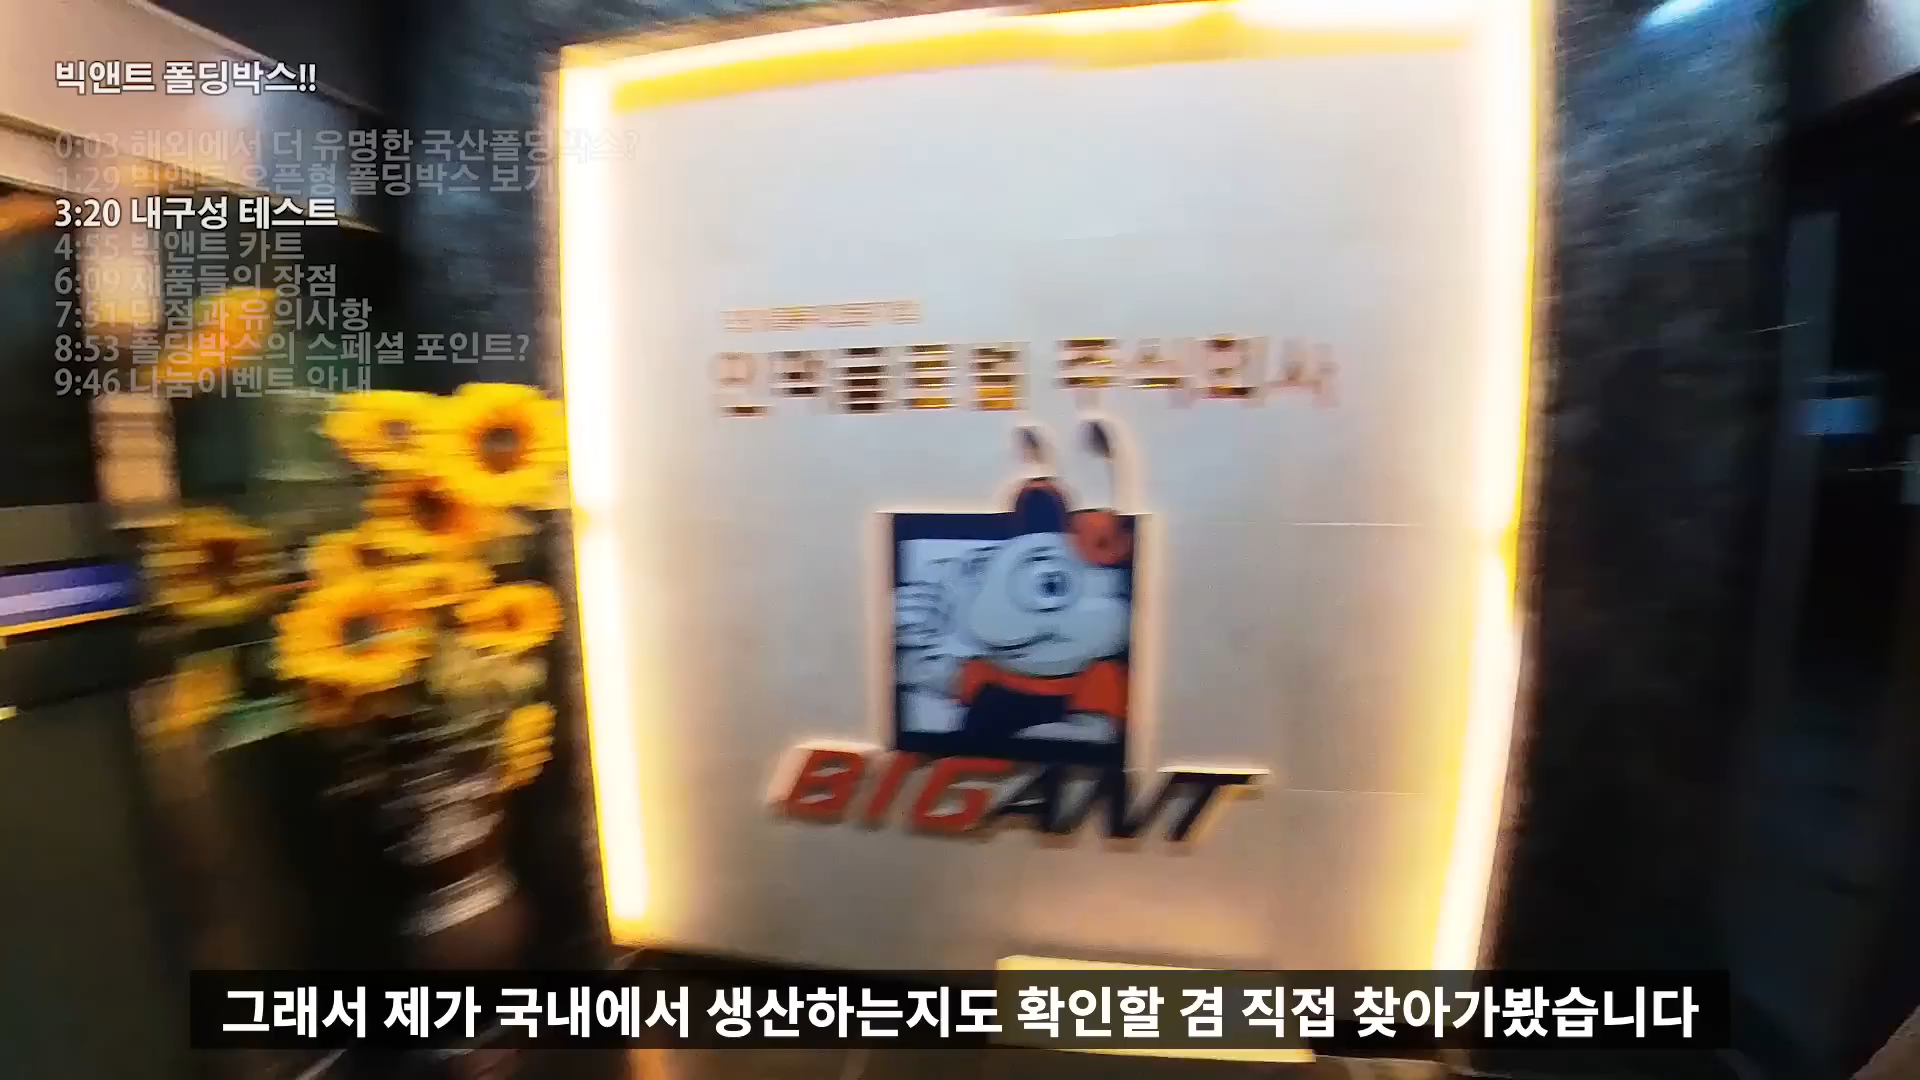 빅앤트 폴딩박스!!
0:03 해외에서 더 유명한 국산폴딩박스?
1:29 빅앤트 오픈형 폴딩박스 보기
3:20 내구성 테스트
4:55 빅앤트 카트
6:09 제품들의 장점
7:51 단점과 유의사항
8:53 폴딩박스의 스페셜 포인트?
9:46 나눔이벤트 안내
주식회사
BIGANT
그래서 제가 국내에서 생산하는지도 확인할 겸 직접 찾아가봤습니다